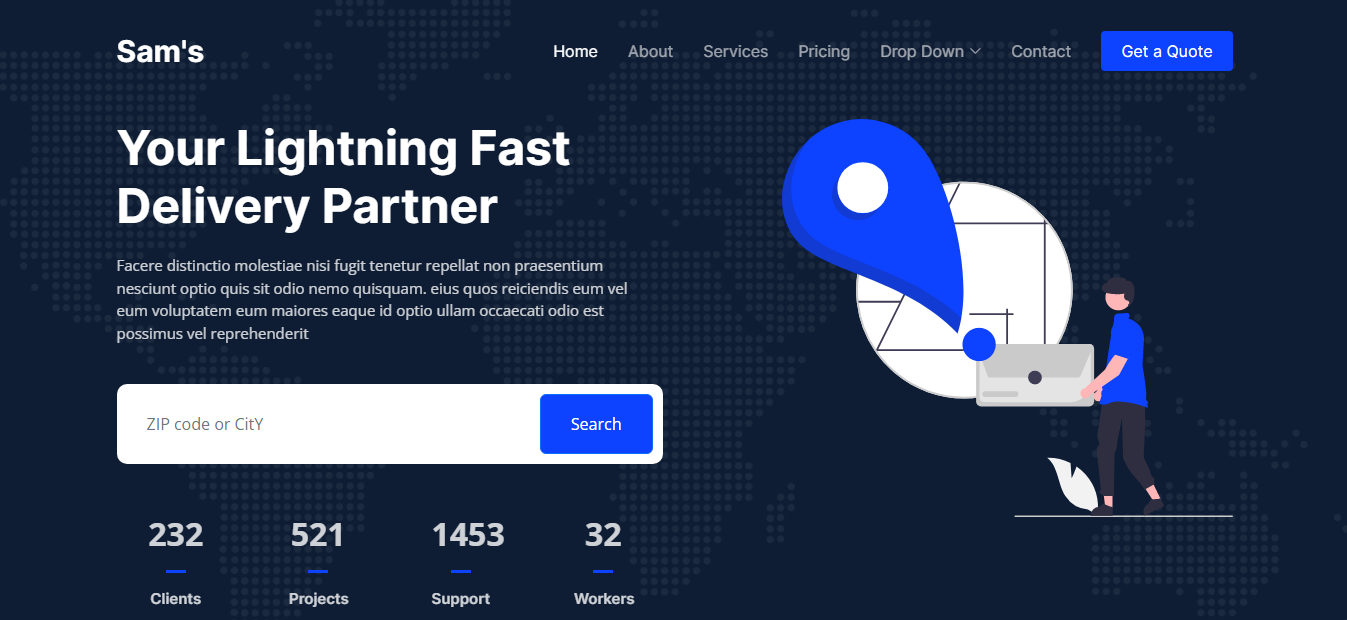 Sam's
Home About Services Pricing Drop Down Contact Get a Quote
Your Lightning Fast
Delivery Partner
Facere distinctio molestiae nisi fugit tenetur repellat non praesentium
nesciunt optio quis sit odio nemo quisquam. eius quos reiciendis eum vel
eum voluptatem eum maiores eaque id optio ullam occaecati odio est
possimus vel reprehenderit
ZIP code or CitY Search
232 521 1453 32
Clients Projects Support Workers